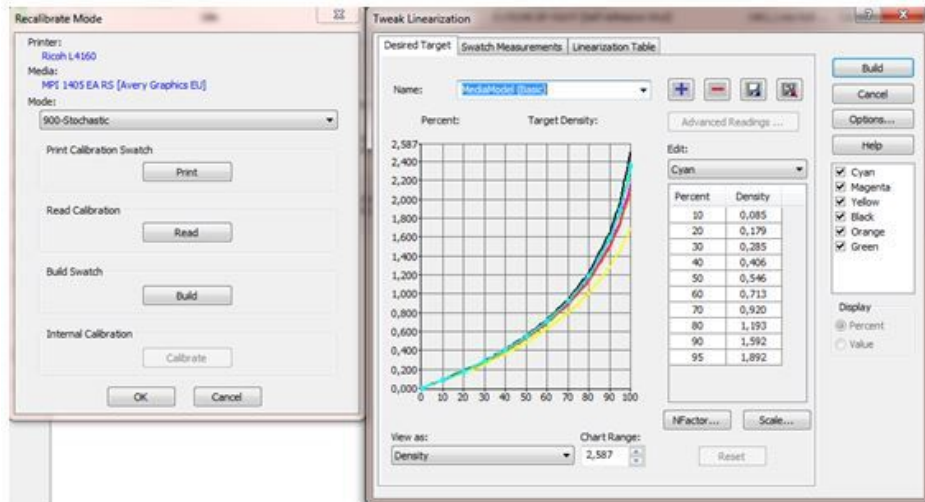 Recalibrate Mode
Printer:
Ricoh L4160
Media:
MPI 1405 EA RS [Avery Graphics EU]
Mode:
900-Stochastic
Print Calibration Swatch
Print
Read Calibration
Read
Build Swatch
Build
Internal Calibration
Calibrate
OK Cancel
Tweak Linearization
Desired Target Swatch Measurements Linearization Table
Name: MediaModel (Basic)
Percent: Target Density:
2,587
2,400
2,200
2,000
1,800
1,600
1,400
1,200
1,000
0,800
0,600
0,400
0,200
0,000
0 10 20 30 40 50 60 70 80 90 100
View as: Chart Range:
Density 2,587
Advanced Readings ...
Edit:
Cyan
Percent Density
10 0,085
20 0,179
30 0,285
40 0,406
50 0,546
60 0,713
70 0,920
80 1,193
90 1,592
95 1,892
NFactor... Scale...
Reset
Build
Cancel
Options...
Help
Cyan
Magenta
Yellow
Black
Orange
Green
Display
Percent
Value